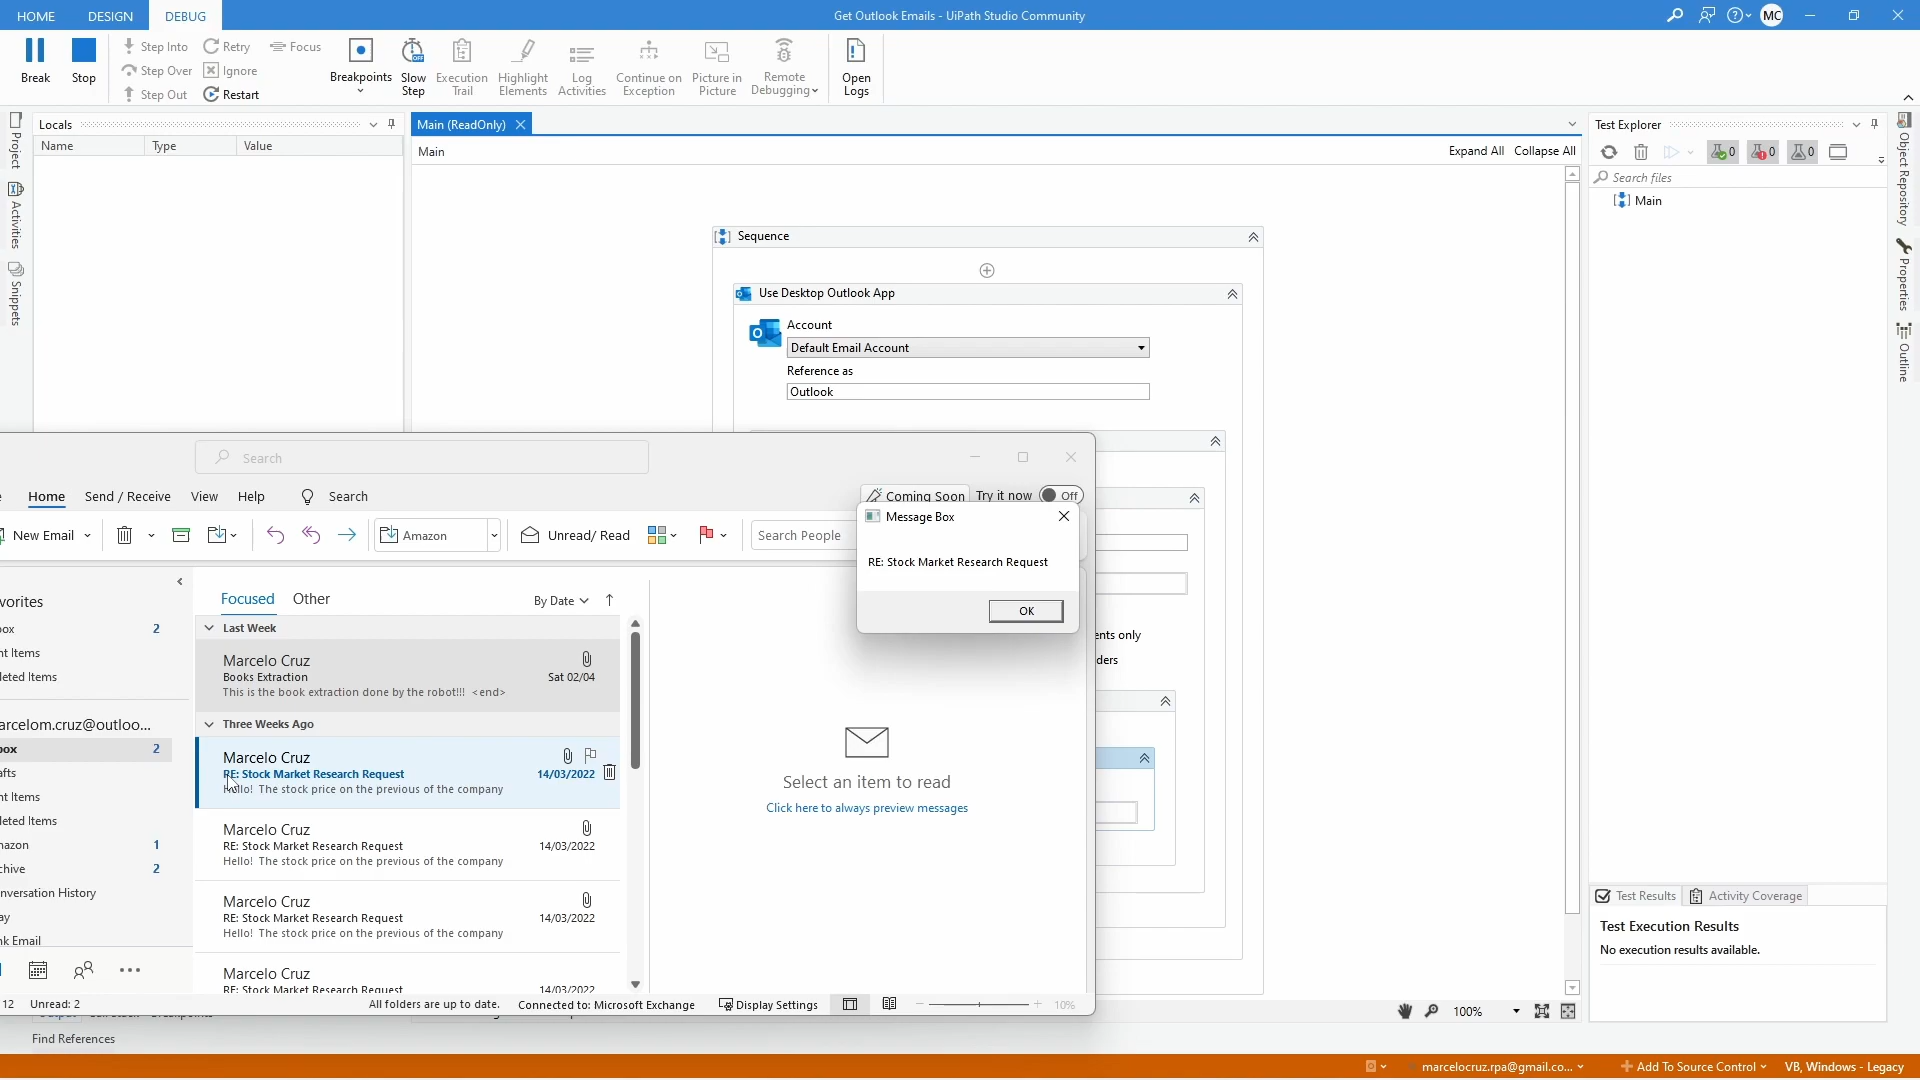 HOME DESIGN DEBUG
Get Outlook Emails - UiPath Studio Community
MC
Break
Stop
Step Into
Step Over
Step Out
Retry
Ignore
Restart
Focus
Breakpoints
Slow Step
Execution Trail
Highlight Elements
Log Activities
Continue on Exception
Picture in Picture
Remote Debugging
Open Logs
Project
Activities
Snippets
Locals
Name Type Value
Main (ReadOnly)
Main
Expand All Collapse All
Sequence
Use Desktop Outlook App
Account
Default Email Account
Reference as
Outlook
Test Explorer
0 0 0
Search files
Main
Object Repository
Properties
Outline
Search
Home Send / Receive View Help Search
Coming Soon Try it now Off
New Email
Amazon
Unread/ Read
Search People
Message Box
RE: Stock Market Research Request
OK
vorites
box 2
nt Items
leted Items
arcelom.cruz@outloo...
box 2
afts
nt Items
leted Items
mazon 1
chive 2
nversation History
ay
nk Email
Focused Other
By Date
Last Week
Marcelo Cruz
Books Extraction Sat 02/04
This is the book extraction done by the robot!!! <end>
Three Weeks Ago
Marcelo Cruz
RE: Stock Market Research Request 14/03/2022
Hello! The stock price on the previous of the company
Marcelo Cruz
RE: Stock Market Research Request 14/03/2022
Hello! The stock price on the previous of the company
Marcelo Cruz
RE: Stock Market Research Request 14/03/2022
Hello! The stock price on the previous of the company
Marcelo Cruz
RE: Stock Market Research Request 14/03/2022
Select an item to read
Click here to always preview messages
ents only
ders
12 Unread: 2
All folders are up to date. Connected to: Microsoft Exchange Display Settings 10%
Find References
100%
Test Results Activity Coverage
Test Execution Results
No execution results available.
marcelocruz.rpa@gmail.co... Add To Source Control VB, Windows - Legacy